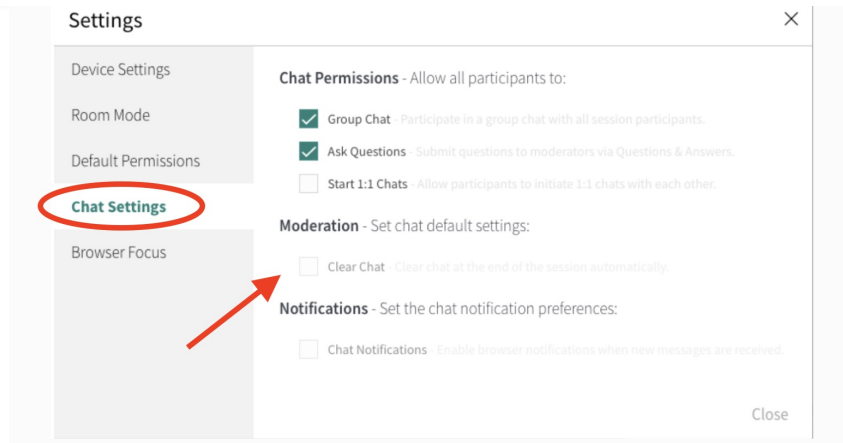 Settings
Device Settings
Room Mode
Default Permissions
Chat Settings
Browser Focus
Chat Permissions - Allow all participants to:
Group Chat - Participate in a group chat with all session participants.
Ask Questions - Submit questions to moderators via Questions & Answers.
Start 1:1 Chats - Allow participants to initiate 1:1 chats with each other.
Moderation - Set chat default settings:
Clear Chat - Clear chat at the end of the session automatically.
Notifications - Set the chat notification preferences:
Chat Notifications - Enable browser notifications when new messages are received.
Close